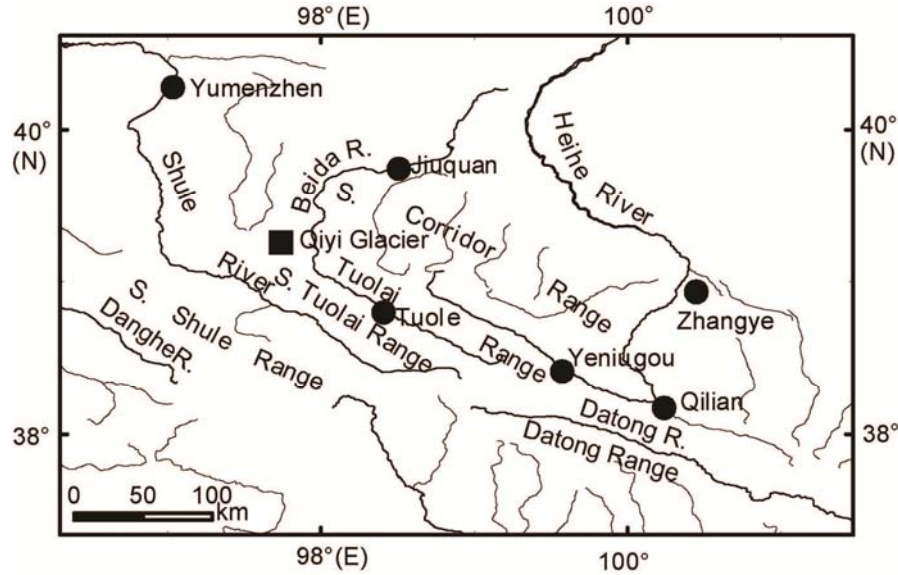 98°(E)
100°
Yumenzhen
40°
(N)
40°
(N)
Heihe River
Beida R.
Jiuquan
Shule
River
S. Corridor Range
Qiyi Glacier
S. Tuolai Range
Tuolai Range
Tuole
Zhangye
S. Shule Range
DangheR.
Yeniugou
Qilian
Datong R.
Datong Range
38°
38°
0 50 100
km
98°(E)
100°